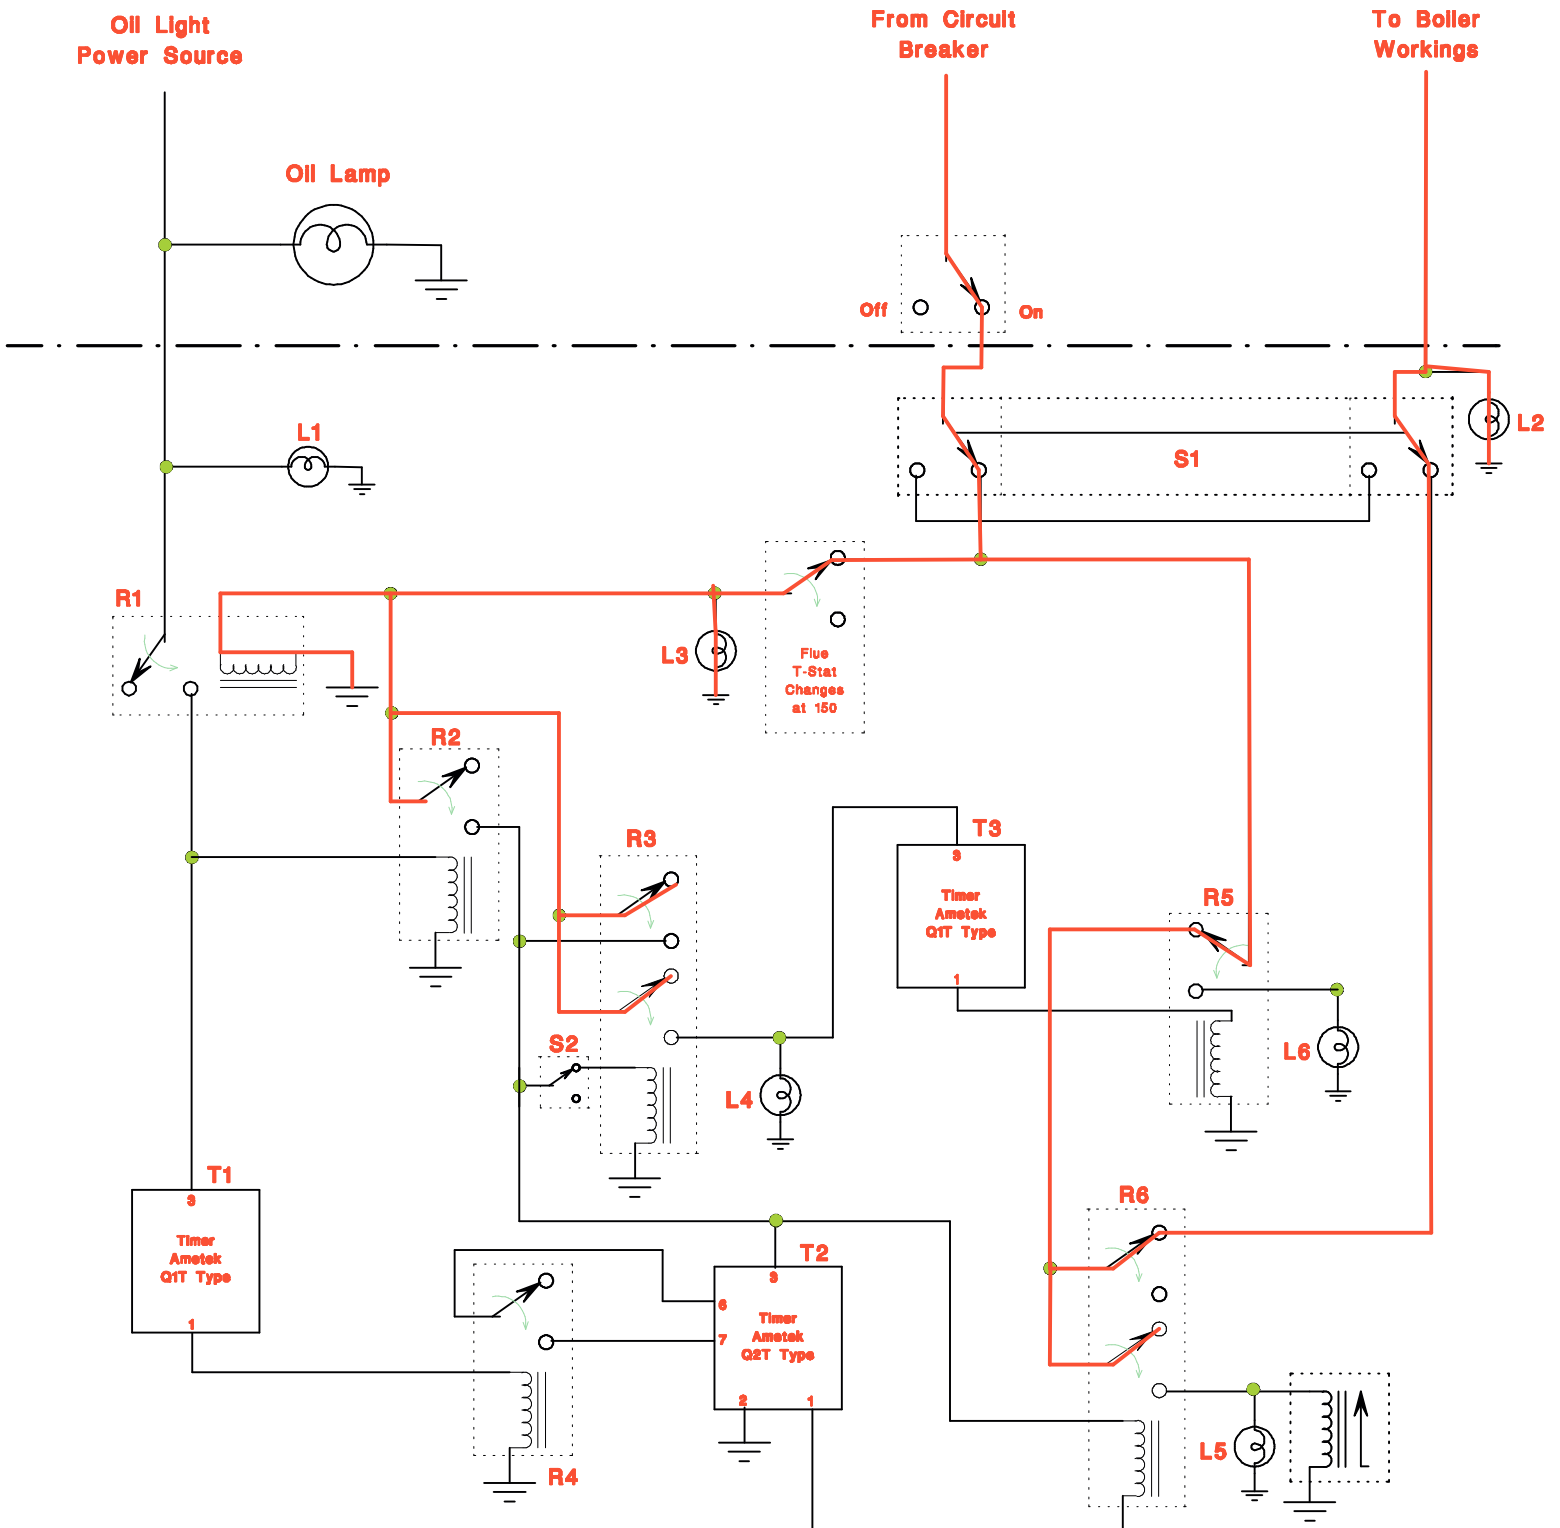 Oil Light
Power Source
From Circuit
Breaker
To Boiler
Workings
Oil Lamp
Off
On
L1
S1
L2
R1
L3
Flue
T-Stat
Changes
at 150
R2
R3
T3
3
Timer
Ametek
Q1T Type
1
R5
S2
L4
L6
T1
3
Timer
Ametek
Q1T Type
1
R6
T2
3
6
7
Timer
Ametek
Q2T Type
2
1
R4
L5